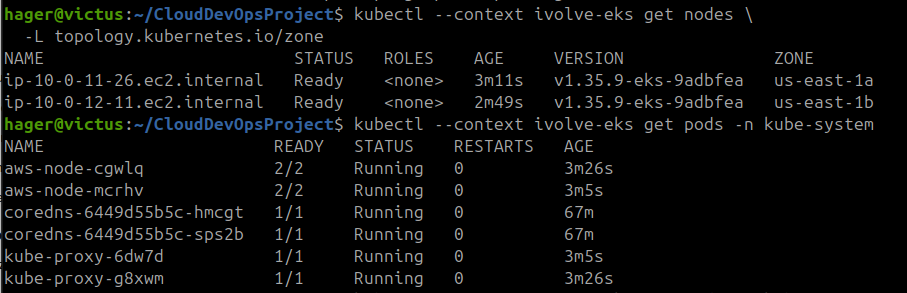 hager@victus:~/CloudDevOpsProject$ kubectl --context ivolve-eks get nodes \
  -L topology.kubernetes.io/zone
NAME                         STATUS   ROLES    AGE     VERSION               ZONE
ip-10-0-11-26.ec2.internal   Ready    <none>   3m11s   v1.35.9-eks-9adbfea   us-east-1a
ip-10-0-12-11.ec2.internal   Ready    <none>   2m49s   v1.35.9-eks-9adbfea   us-east-1b
hager@victus:~/CloudDevOpsProject$ kubectl --context ivolve-eks get pods -n kube-system
NAME                       READY   STATUS    RESTARTS   AGE
aws-node-cgwlq             2/2     Running   0          3m26s
aws-node-mcrhv             2/2     Running   0          3m5s
coredns-6449d55b5c-hmcgt   1/1     Running   0          67m
coredns-6449d55b5c-sps2b   1/1     Running   0          67m
kube-proxy-6dw7d           1/1     Running   0          3m5s
kube-proxy-g8xwm           1/1     Running   0          3m26s